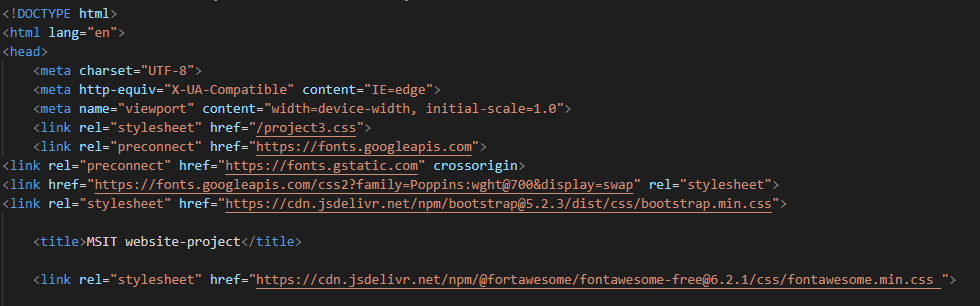 <!DOCTYPE html>
<html lang="en">
<head>
    <meta charset="UTF-8">
    <meta http-equiv="X-UA-Compatible" content="IE=edge">
    <meta name="viewport" content="width=device-width, initial-scale=1.0">
    <link rel="stylesheet" href="/project3.css">
    <link rel="preconnect" href="https://fonts.googleapis.com">
<link rel="preconnect" href="https://fonts.gstatic.com" crossorigin>
<link href="https://fonts.googleapis.com/css2?family=Poppins:wght@700&display=swap" rel="stylesheet">
<link rel="stylesheet" href="https://cdn.jsdelivr.net/npm/bootstrap@5.2.3/dist/css/bootstrap.min.css">
    <title>MSIT website-project</title>
    <link rel="stylesheet" href="https://cdn.jsdelivr.net/npm/@fortawesome/fontawesome-free@6.2.1/css/fontawesome.min.css ">